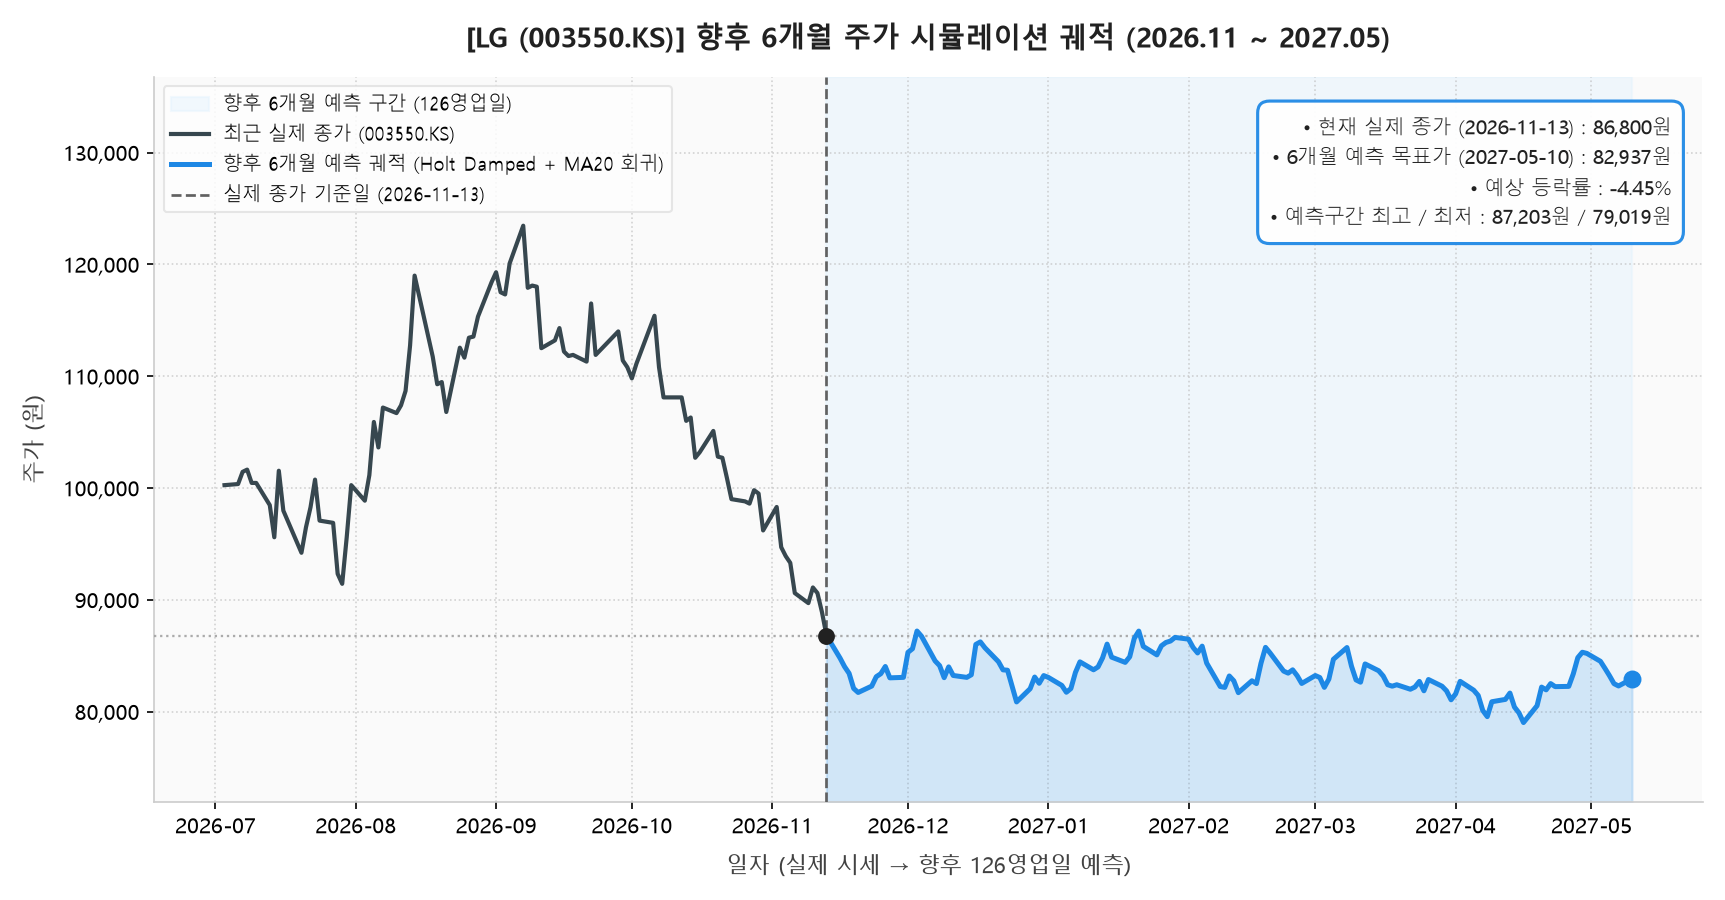 [LG (003550.KS)] 향후 6개월 주가 시뮬레이션 궤적 (2026.11 ~ 2027.05)
향후 6개월 예측 구간 (126영업일)
최근 실제 종가 (003550.KS)
향후 6개월 예측 궤적 (Holt Damped + MA20 회귀)
실제 종가 기준일 (2026-11-13)
• 현재 실제 종가 (2026-11-13) : 86,800원
• 6개월 예측 목표가 (2027-05-10) : 82,937원
• 예상 등락률 : -4.45%
• 예측구간 최고 / 최저 : 87,203원 / 79,019원
주가 (원)
130,000
120,000
110,000
100,000
90,000
80,000
2026-07
2026-08
2026-09
2026-10
2026-11
2026-12
2027-01
2027-02
2027-03
2027-04
2027-05
일자 (실제 시세 → 향후 126영업일 예측)